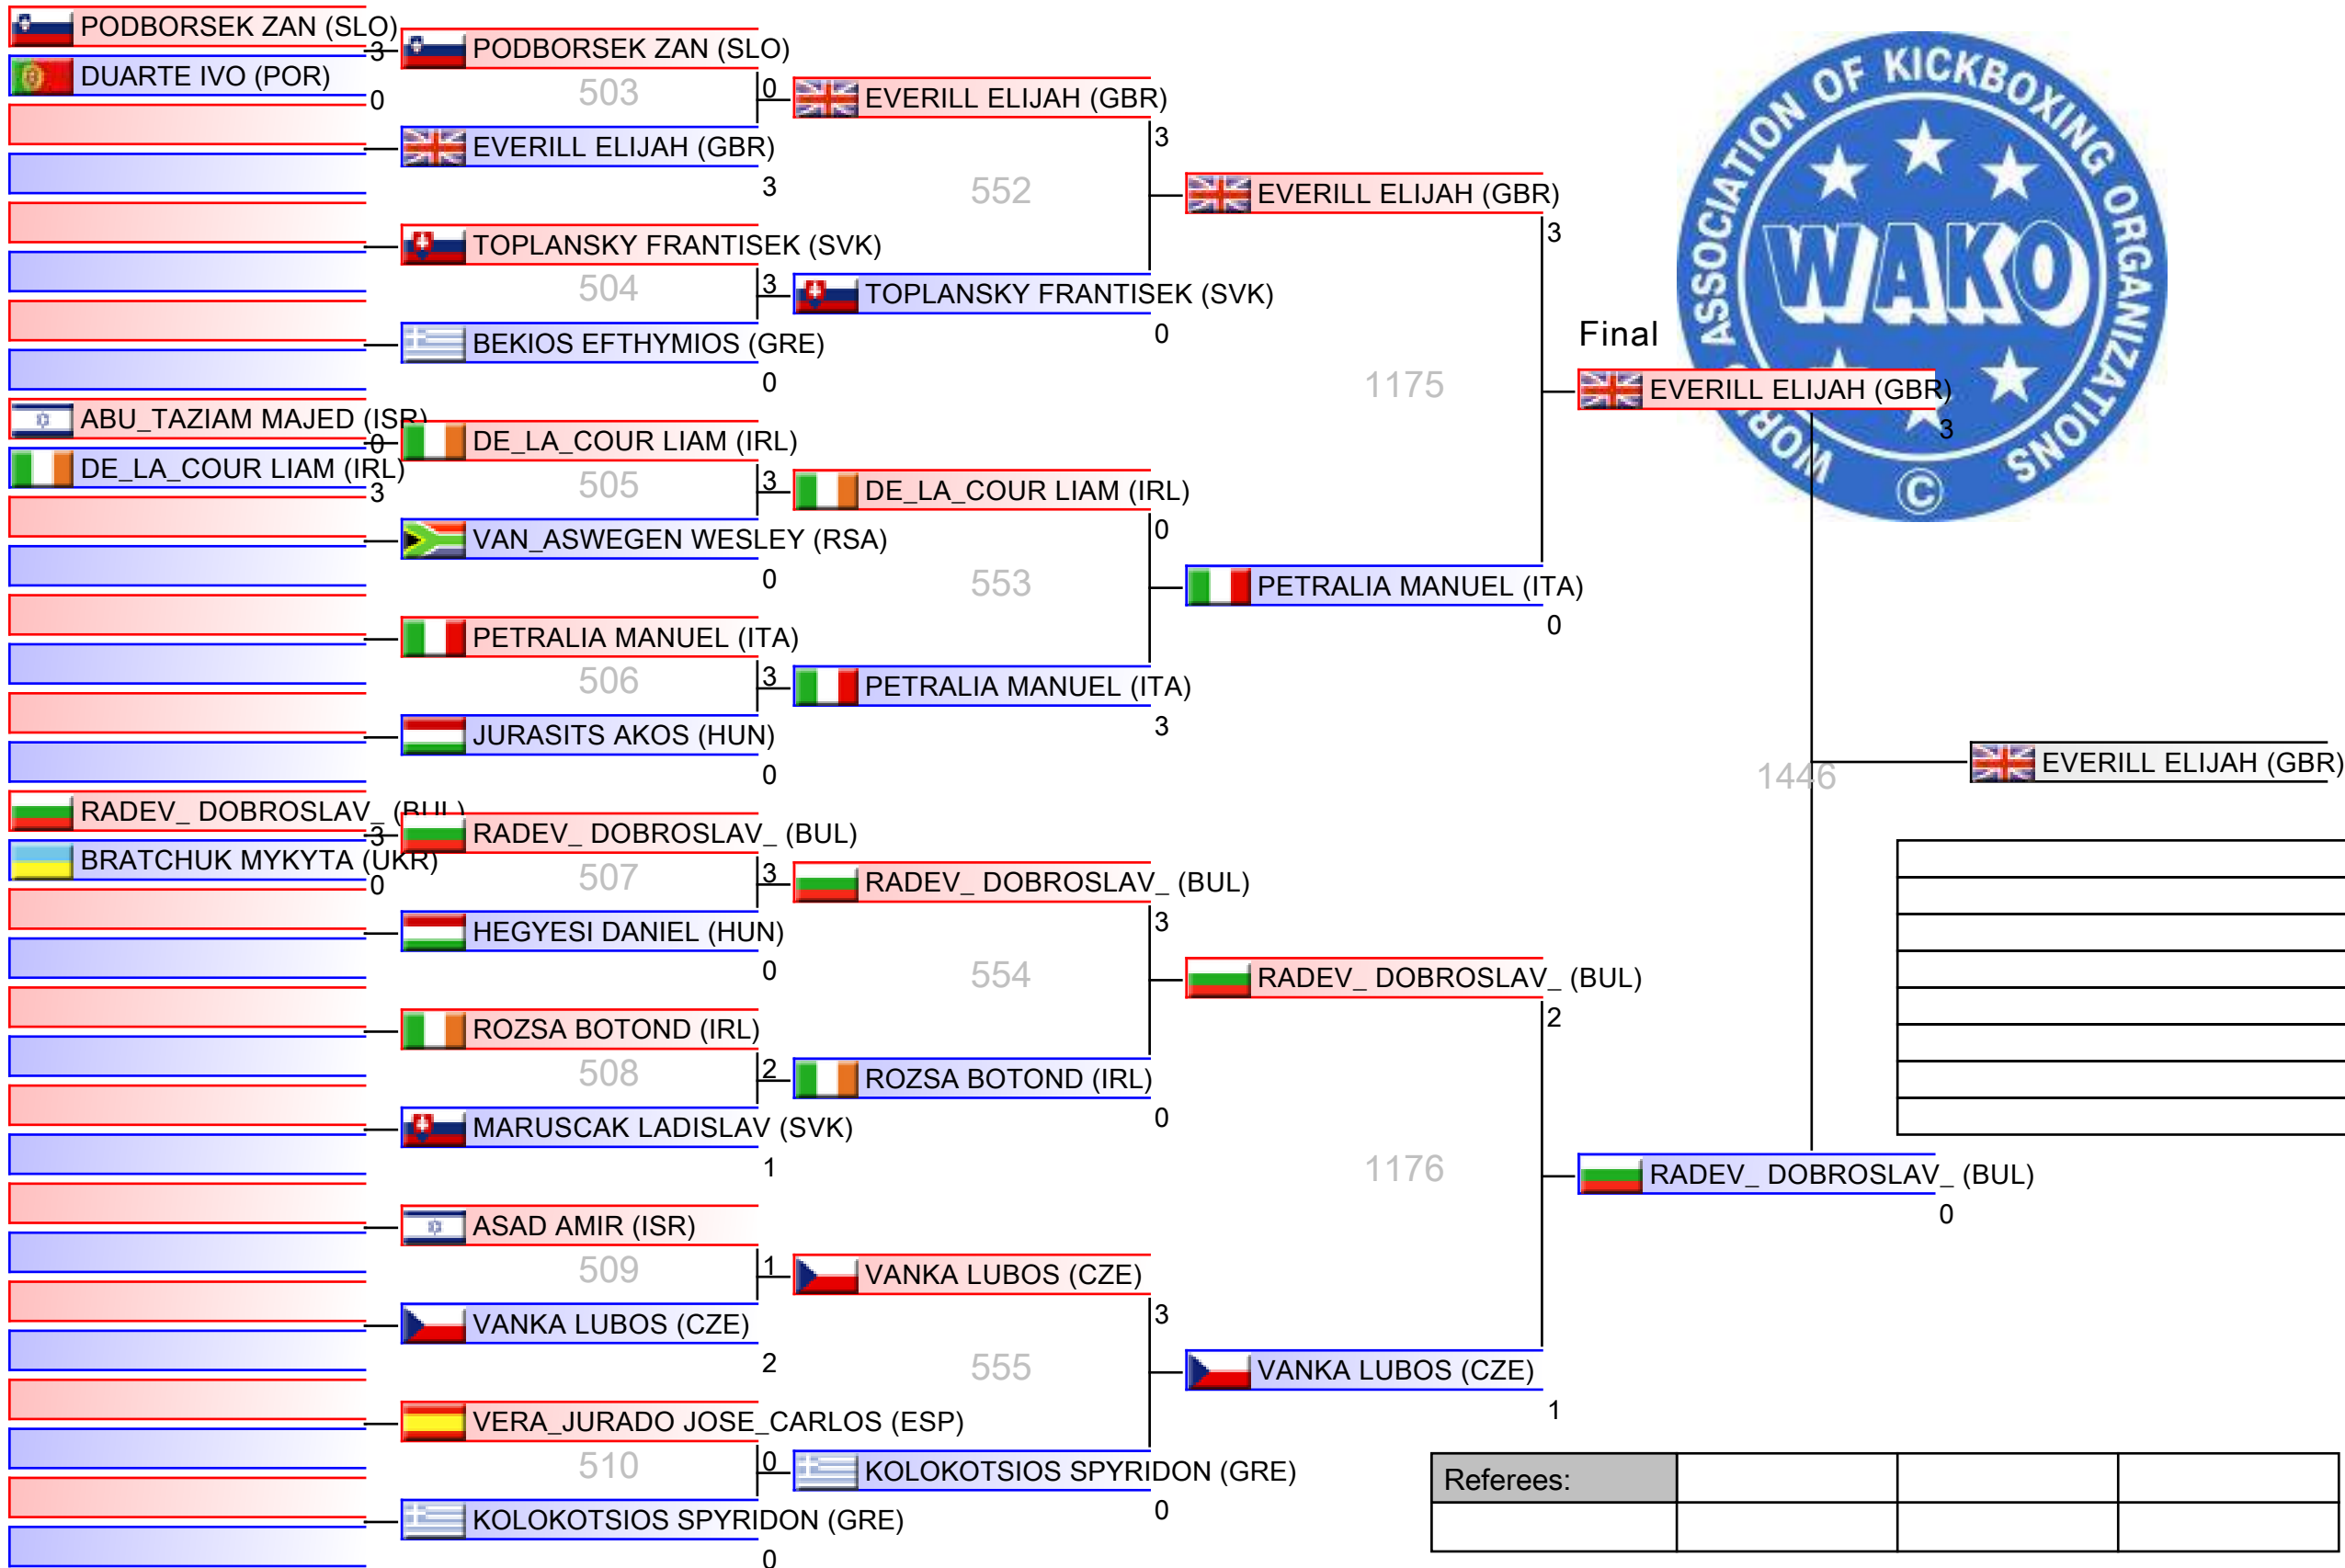 PODBORSEK ZAN (SLO)
3
DUARTE IVO (POR)
0
ABU_TAZIAM MAJED (ISR)
0
DE_LA_COUR LIAM (IRL)
3
RADEV_ DOBROSLAV_ (BUL)
3
BRATCHUK MYKYTA (UKR)
0
PODBORSEK ZAN (SLO)
503
0
EVERILL ELIJAH (GBR)
3
TOPLANSKY FRANTISEK (SVK)
504
3
BEKIOS EFTHYMIOS (GRE)
0
DE_LA_COUR LIAM (IRL)
505
3
VAN_ASWEGEN WESLEY (RSA)
0
PETRALIA MANUEL (ITA)
506
3
JURASITS AKOS (HUN)
0
RADEV_ DOBROSLAV_ (BUL)
507
3
HEGYESI DANIEL (HUN)
0
ROZSA BOTOND (IRL)
508
2
MARUSCAK LADISLAV (SVK)
1
ASAD AMIR (ISR)
509
1
VANKA LUBOS (CZE)
2
VERA_JURADO JOSE_CARLOS (ESP)
510
0
KOLOKOTSIOS SPYRIDON (GRE)
0
EVERILL ELIJAH (GBR)
3
552
TOPLANSKY FRANTISEK (SVK)
0
DE_LA_COUR LIAM (IRL)
0
553
PETRALIA MANUEL (ITA)
3
RADEV_ DOBROSLAV_ (BUL)
3
554
ROZSA BOTOND (IRL)
0
VANKA LUBOS (CZE)
3
555
KOLOKOTSIOS SPYRIDON (GRE)
0
EVERILL ELIJAH (GBR)
3
1175
PETRALIA MANUEL (ITA)
0
RADEV_ DOBROSLAV_ (BUL)
2
1176
VANKA LUBOS (CZE)
1
Final
EVERILL ELIJAH (GBR)
3
1446
RADEV_ DOBROSLAV_ (BUL)
0
EVERILL ELIJAH (GBR)
ASSOCIATION OF KICKBOXING ORGANIZATIONS
WAKO
©
Referees: